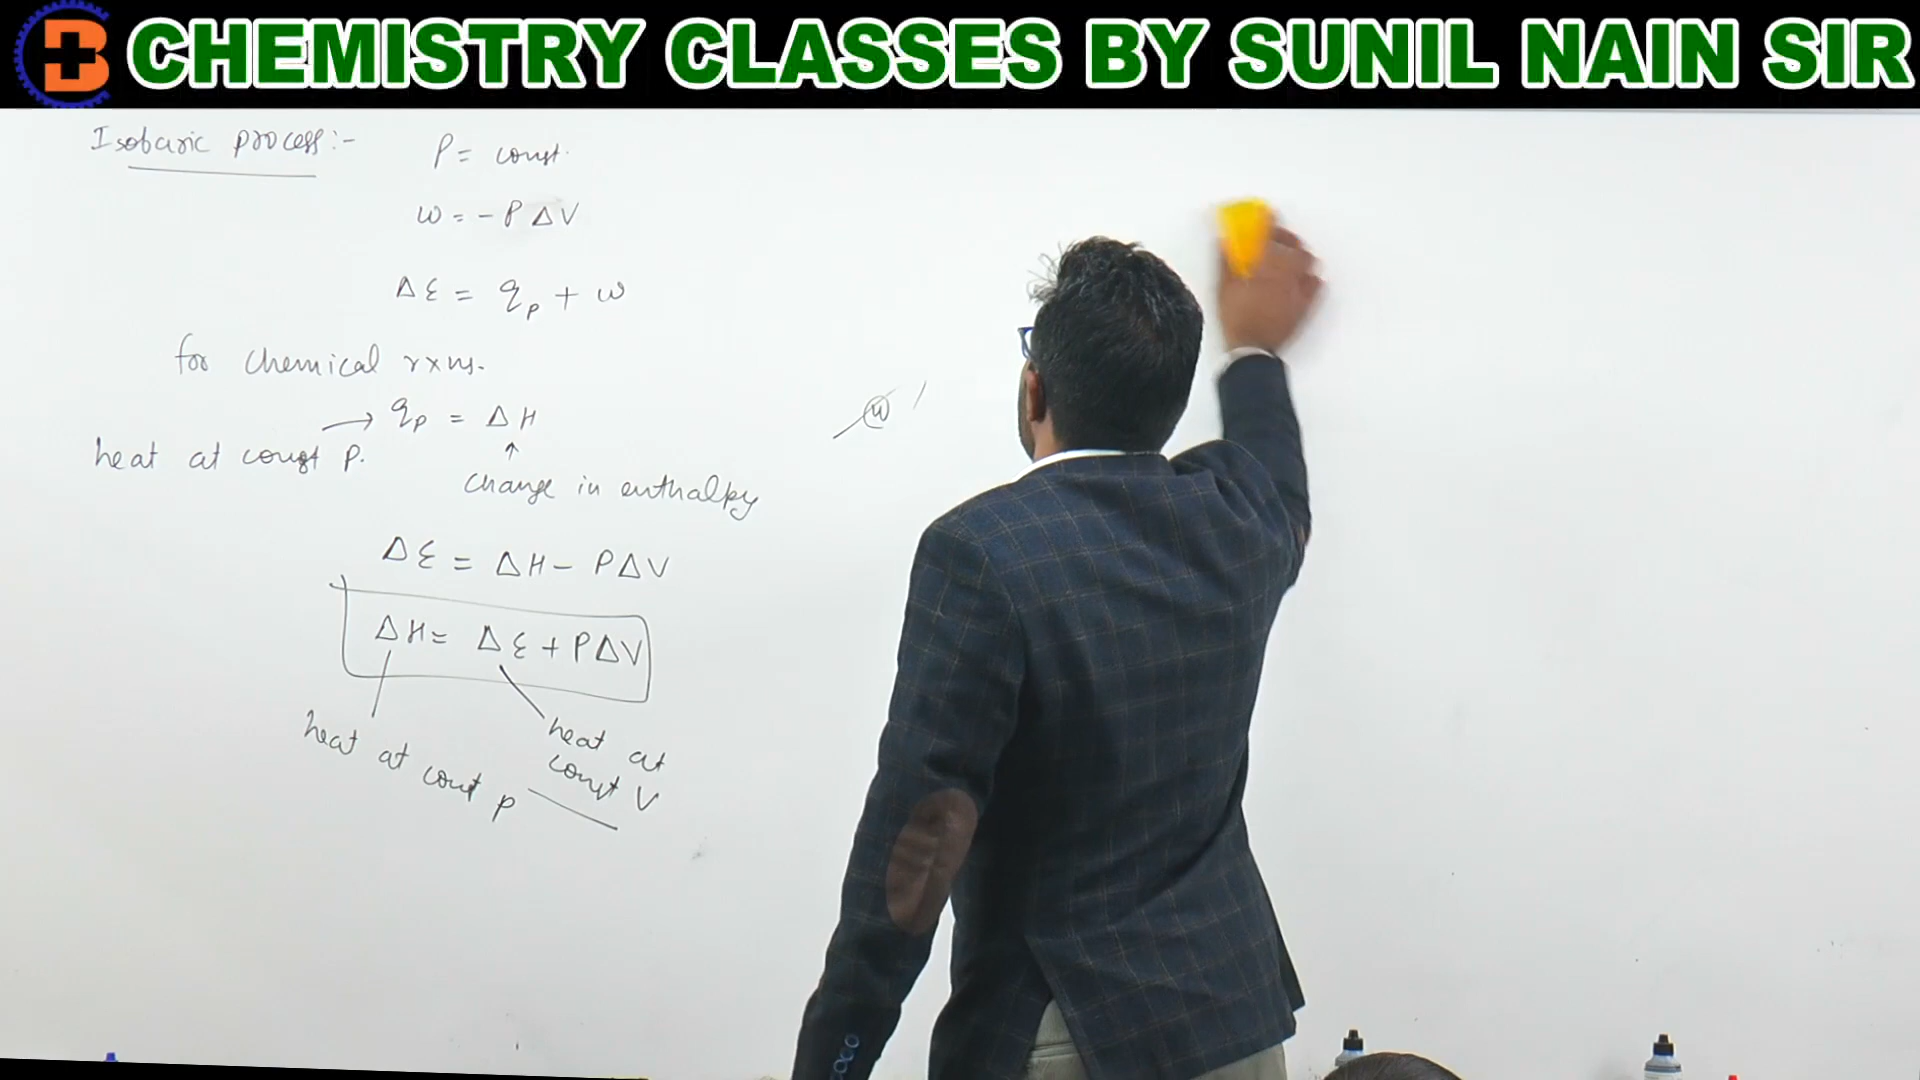 CHEMISTRY CLASSES BY SUNIL NAIN SIR
Isobaric process:-
P = const.
w = - P ΔV
ΔE = qp + w
for chemical rxns.
→ qp = ΔH
heat at const P.
↑
change in enthalpy
ΔE = ΔH - PΔV
ΔH = ΔE + PΔV
heat at const P
heat at
const V
w